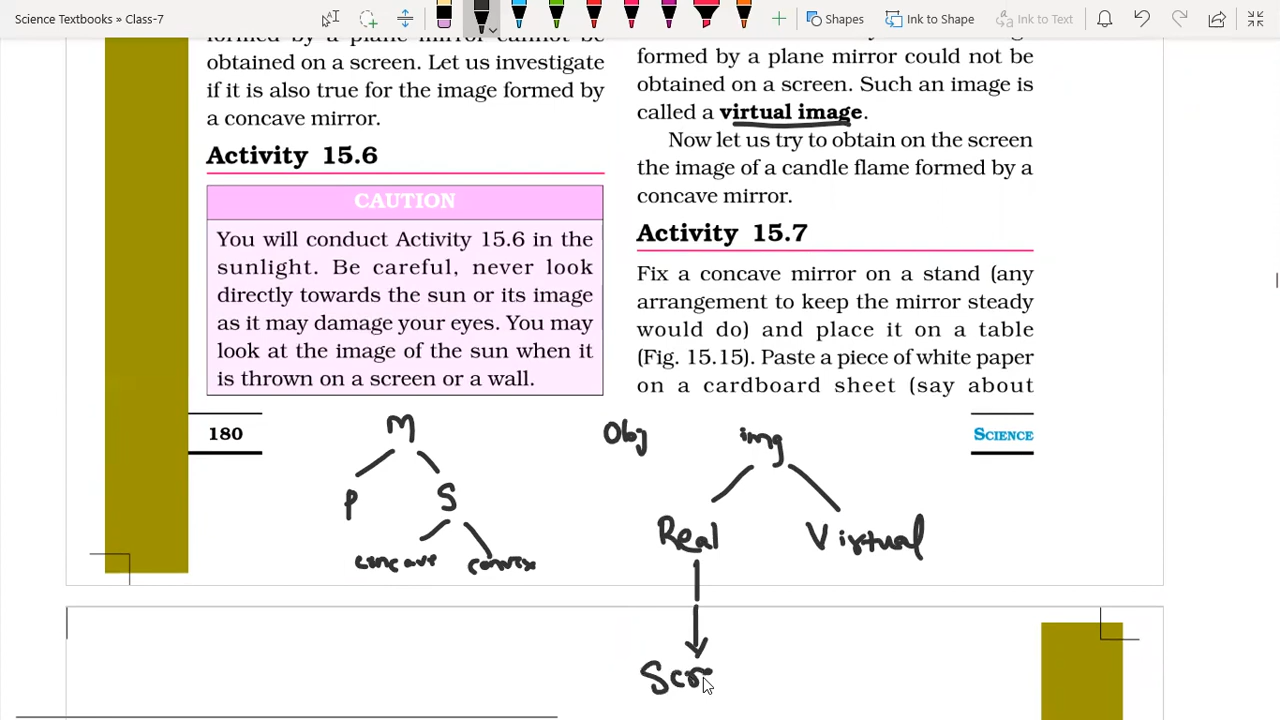 Science Textbooks » Class-7
Shapes
Ink to Shape
Ink to Text
formed by a plane mirror cannot be
obtained on a screen. Let us investigate
if it is also true for the image formed by
a concave mirror.
Activity 15.6
CAUTION
You will conduct Activity 15.6 in the
sunlight. Be careful, never look
directly towards the sun or its image
as it may damage your eyes. You may
look at the image of the sun when it
is thrown on a screen or a wall.
180
formed by a plane mirror could not be
obtained on a screen. Such an image is
called a virtual image.
Now let us try to obtain on the screen
the image of a candle flame formed by a
concave mirror.
Activity 15.7
Fix a concave mirror on a stand (any
arrangement to keep the mirror steady
would do) and place it on a table
(Fig. 15.15). Paste a piece of white paper
on a cardboard sheet (say about
SCIENCE
M
P S
concave convex
Obj img
Real Virtual
Scr